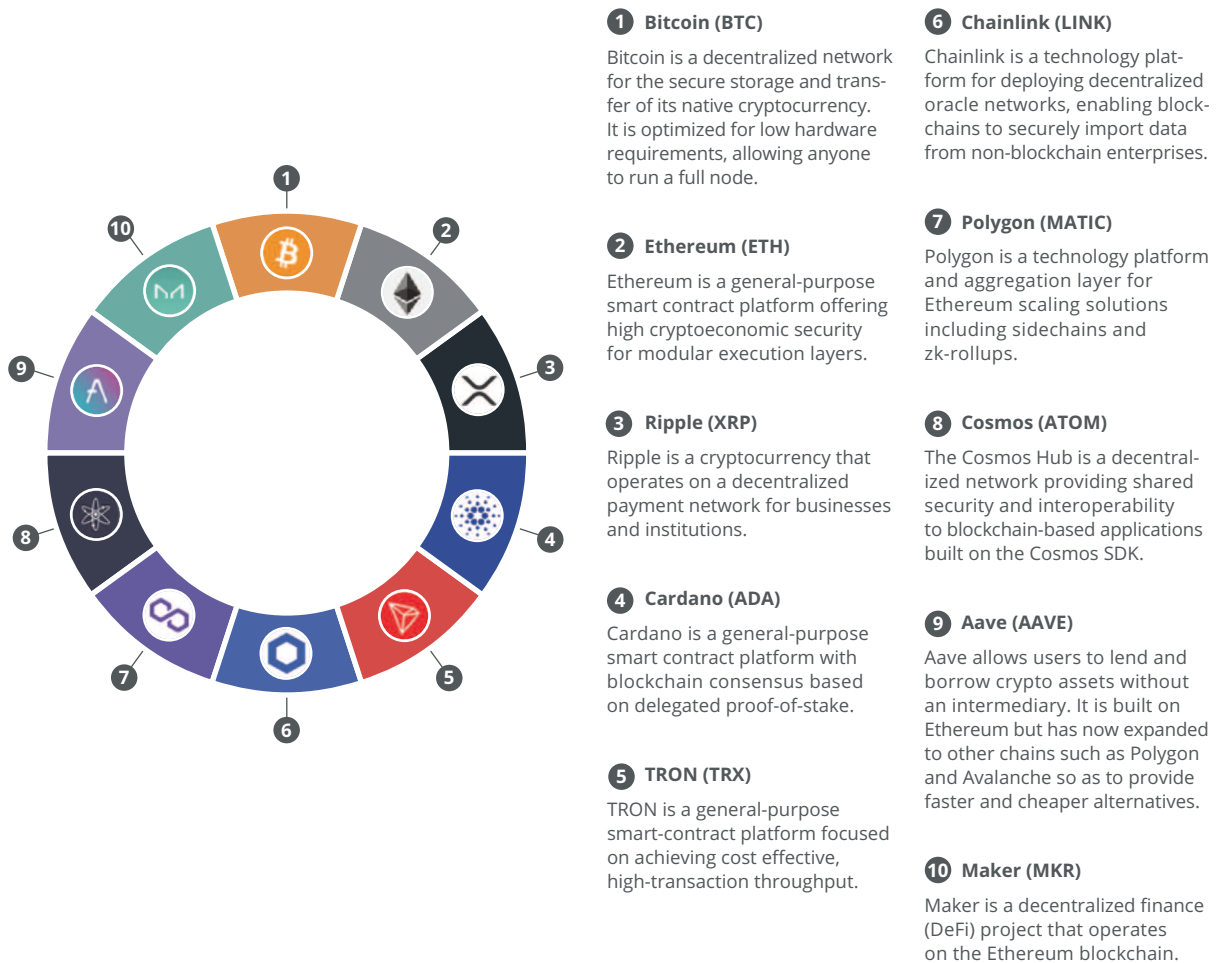 1
2
3
4
5
6
7
8
9
10
1 Bitcoin (BTC)
Bitcoin is a decentralized network
for the secure storage and trans-
fer of its native cryptocurrency.
It is optimized for low hardware
requirements, allowing anyone
to run a full node.
2 Ethereum (ETH)
Ethereum is a general-purpose
smart contract platform offering
high cryptoeconomic security
for modular execution layers.
3 Ripple (XRP)
Ripple is a cryptocurrency that
operates on a decentralized
payment network for businesses
and institutions.
4 Cardano (ADA)
Cardano is a general-purpose
smart contract platform with
blockchain consensus based
on delegated proof-of-stake.
5 TRON (TRX)
TRON is a general-purpose
smart-contract platform focused
on achieving cost effective,
high-transaction throughput.
6 Chainlink (LINK)
Chainlink is a technology plat-
form for deploying decentralized
oracle networks, enabling block-
chains to securely import data
from non-blockchain enterprises.
7 Polygon (MATIC)
Polygon is a technology platform
and aggregation layer for
Ethereum scaling solutions
including sidechains and
zk-rollups.
8 Cosmos (ATOM)
The Cosmos Hub is a decentral-
ized network providing shared
security and interoperability
to blockchain-based applications
built on the Cosmos SDK.
9 Aave (AAVE)
Aave allows users to lend and
borrow crypto assets without
an intermediary. It is built on
Ethereum but has now expanded
to other chains such as Polygon
and Avalanche so as to provide
faster and cheaper alternatives.
10 Maker (MKR)
Maker is a decentralized finance
(DeFi) project that operates
on the Ethereum blockchain.